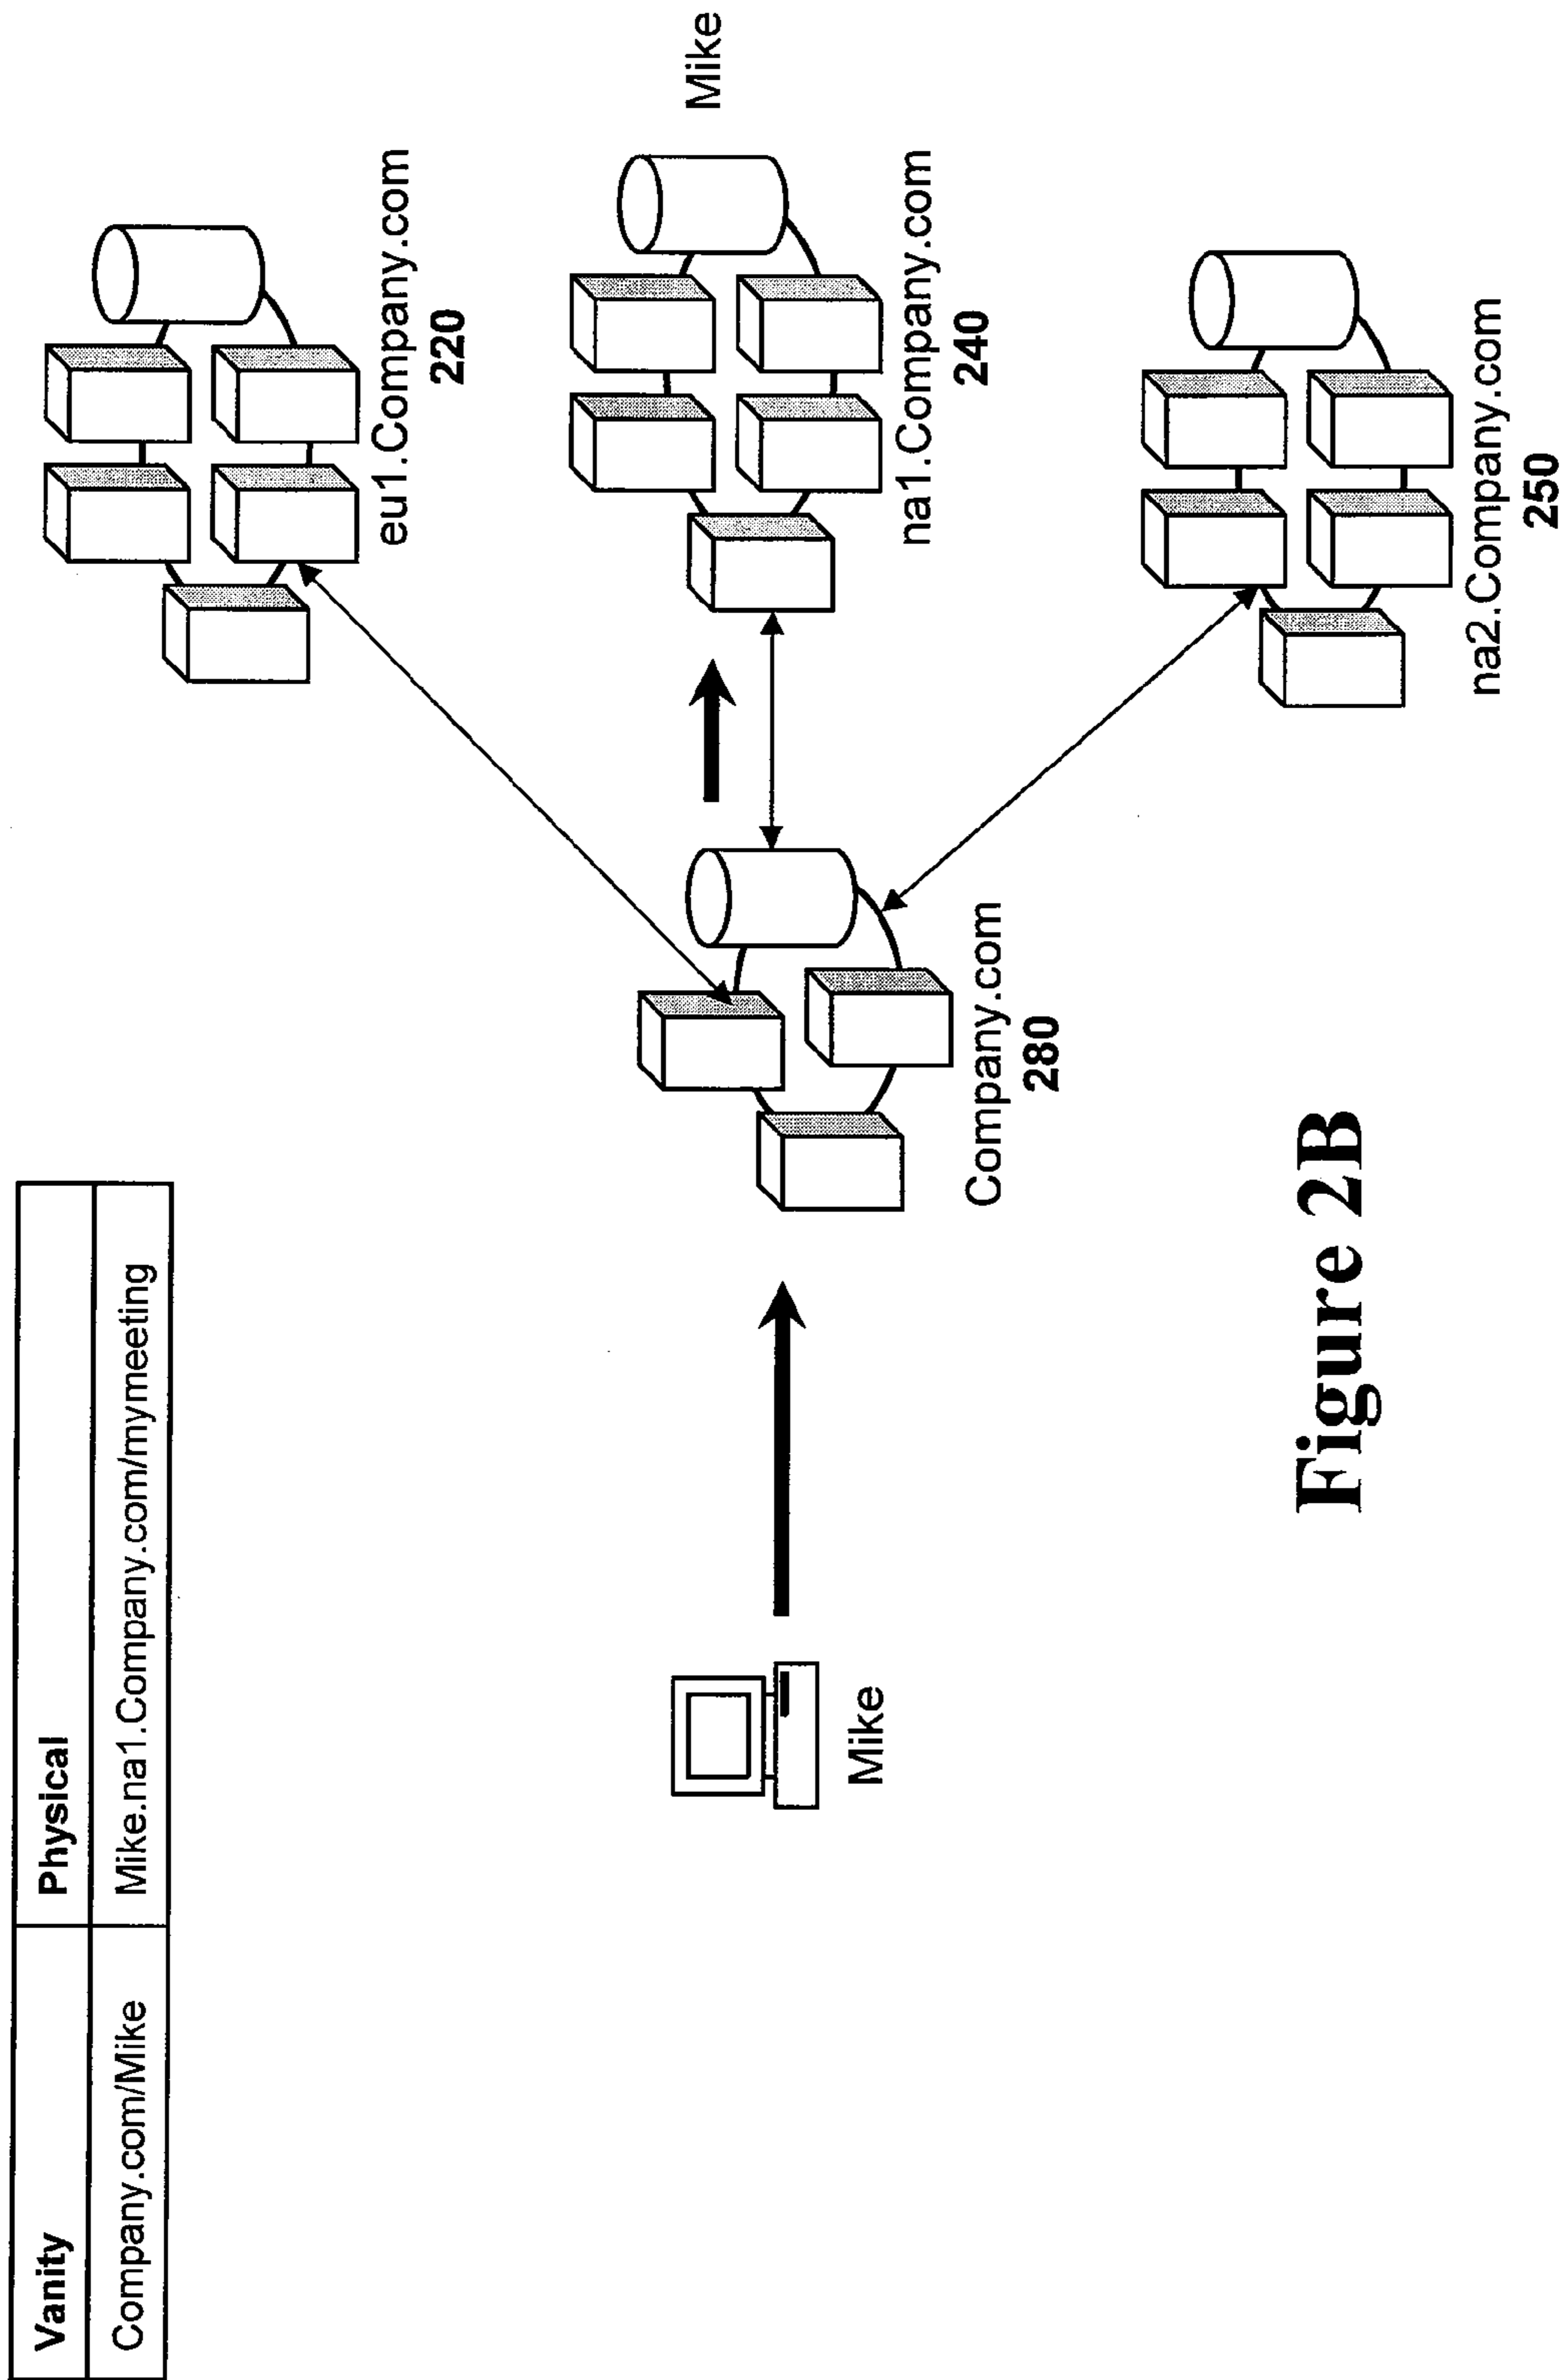 Vanity
Physical
Company.com/Mike
Mike.na1.Company.com/mymeeting
eu1.Company.com
220
Mike
na1.Company.com
240
Mike
Company.com
280
na2.Company.com
250
Figure 2B